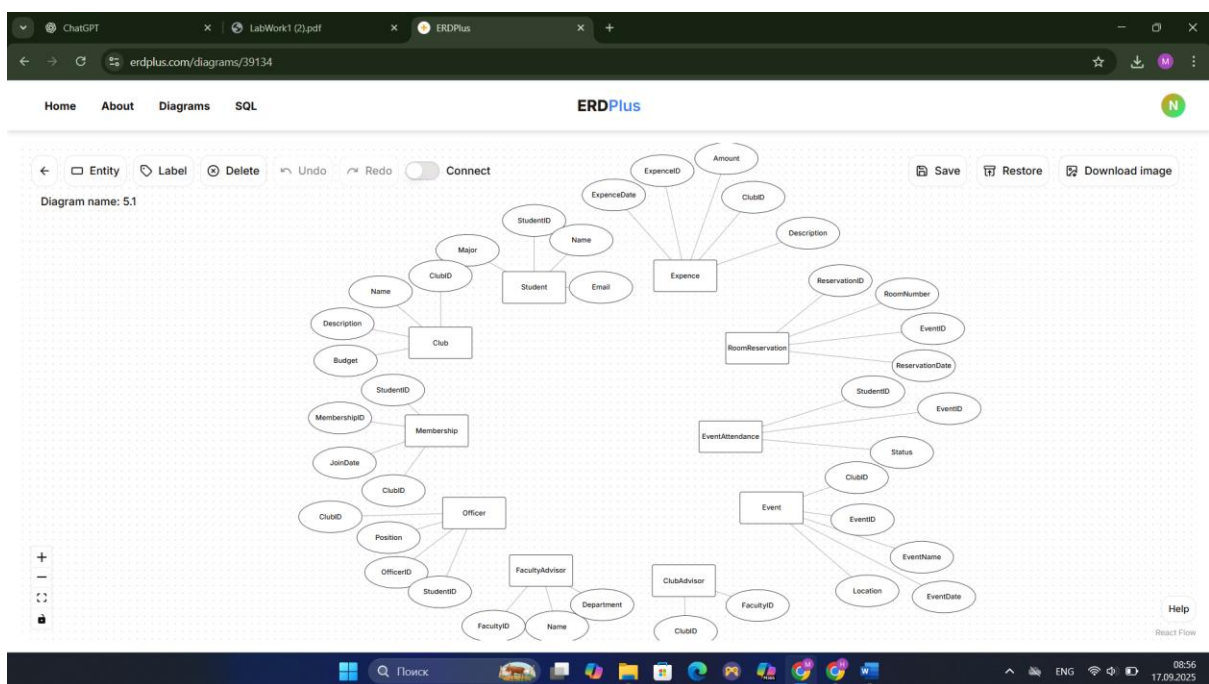 ChatGPT
LabWork1 (2).pdf
ERDPlus
erdplus.com/diagrams/39134
M
Home About Diagrams SQL
ERDPlus
N
Entity Label Delete Undo Redo Connect
Save Restore Download image
Diagram name: 5.1
Amount
ExpenceID
ExpenceDate
ClubID
Description
Expence
StudentID
Name
Major
Student
Email
ClubID
Name
Description
Club
Budget
ReservationID
RoomNumber
EventID
RoomReservation
ReservationDate
StudentID
MembershipID
Membership
JoinDate
ClubID
StudentID
EventID
EventAttendance
Status
ClubID
Officer
Position
OfficerID
StudentID
ClubID
Event
EventID
EventName
Location
EventDate
FacultyAdvisor
Department
FacultyID
Name
ClubAdvisor
FacultyID
ClubID
Help
React Flow
Поиск
ENG
08:56
17.09.2025